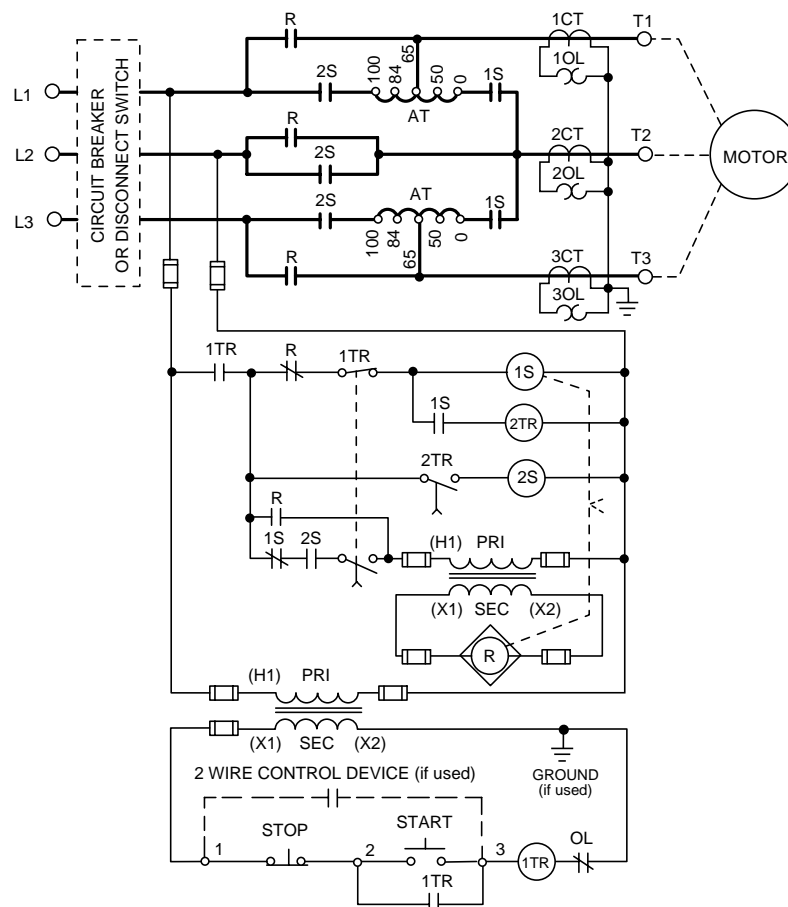 R
1CT
T1
2S
100
84
65
50
0
1S
1OL
L1
AT
CIRCUIT BREAKER
OR DISCONNECT SWITCH
R
2CT
T2
L2
2S
2OL
MOTOR
AT
1S
L3
2S
100
84
65
50
0
R
3CT
T3
3OL
1TR
R
1TR
1S
1S
2TR
2TR
2S
R
1S
2S
(H1)
PRI
(X1)
SEC
(X2)
R
(H1)
PRI
(X1)
SEC
(X2)
GROUND
(if used)
2 WIRE CONTROL DEVICE (if used)
STOP
START
OL
1
2
3
1TR
1TR